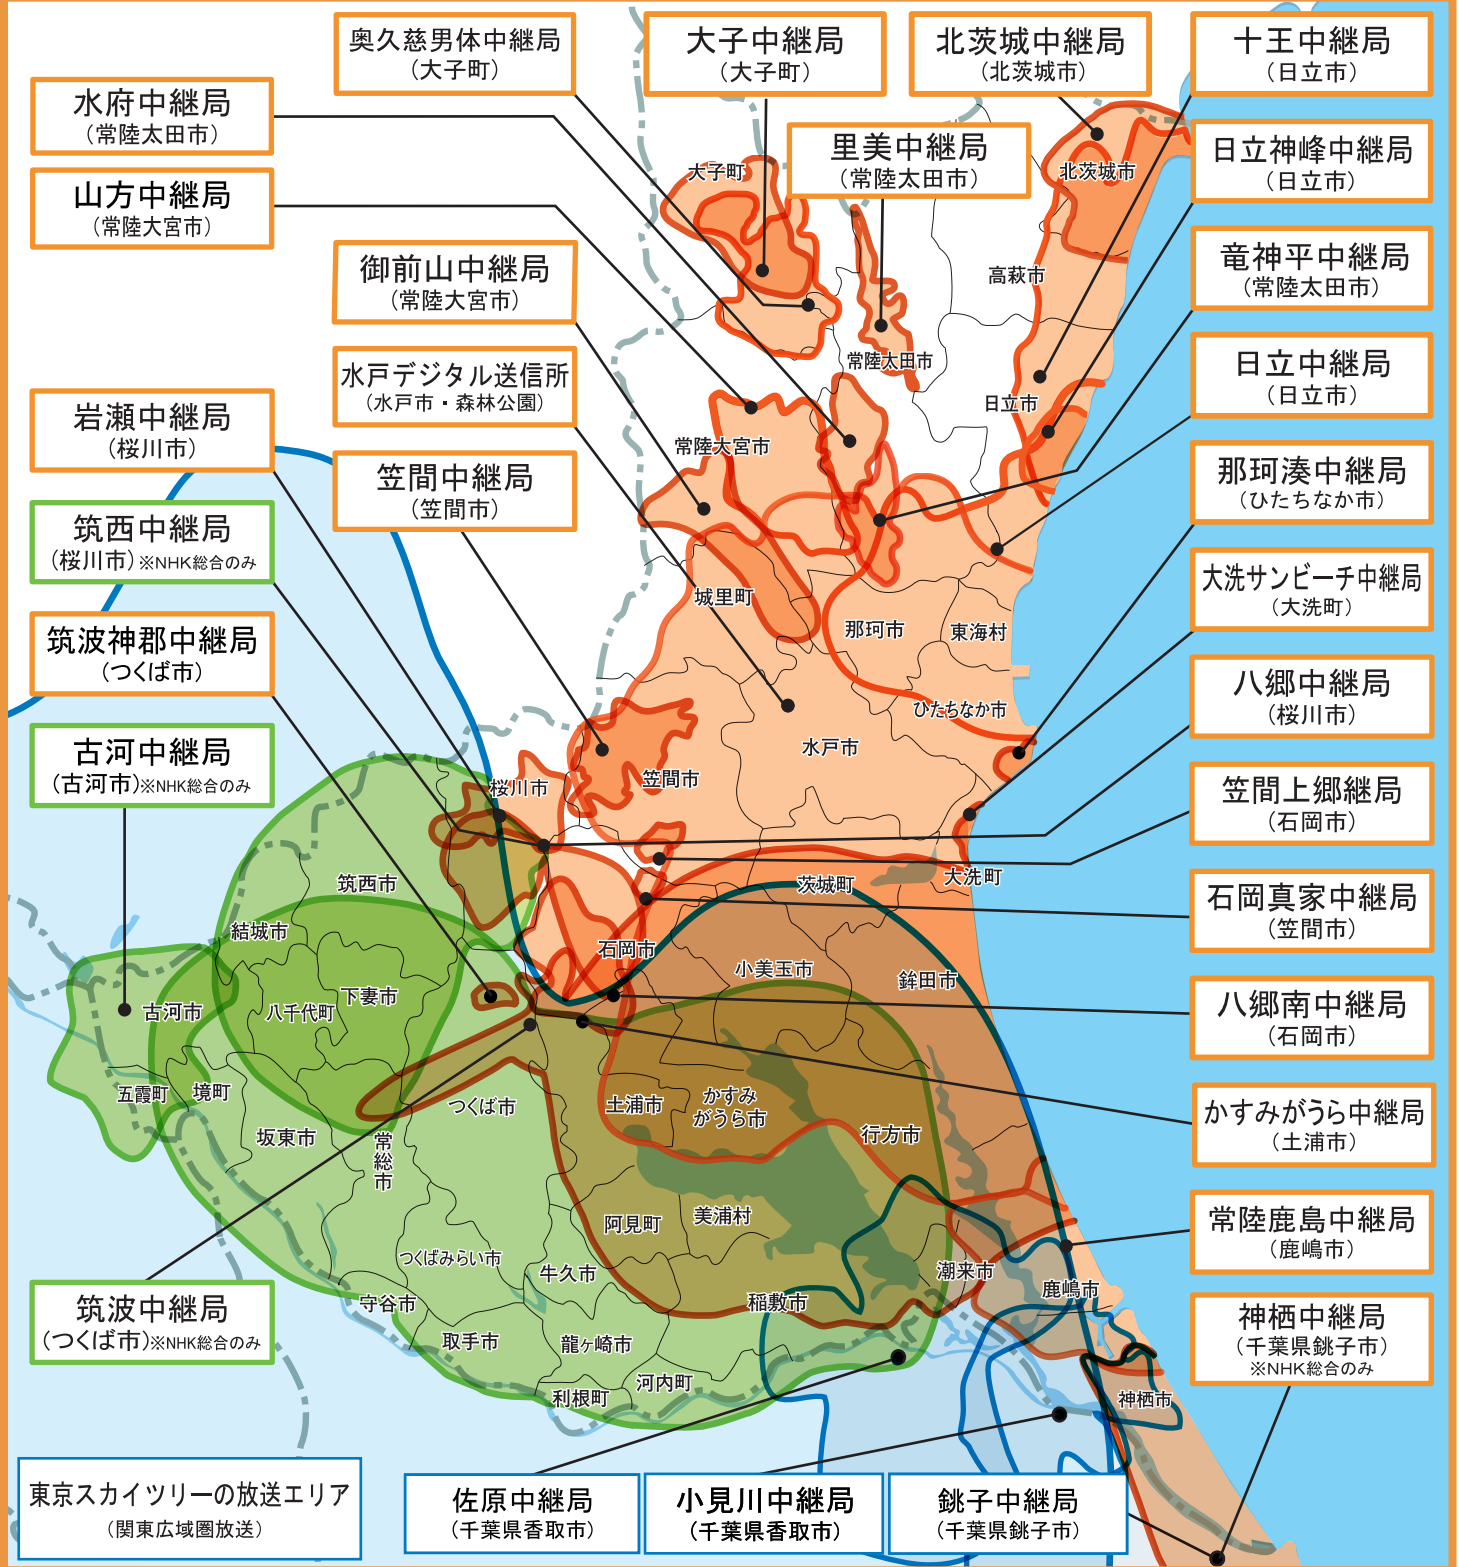 奥久慈男体中継局
(大子町)
大子中継局
(大子町)
北茨城中継局
(北茨城市)
十王中継局
(日立市)
水府中継局
(常陸太田市)
里美中継局
(常陸太田市)
日立神峰中継局
(日立市)
山方中継局
(常陸大宮市)
御前山中継局
(常陸大宮市)
竜神平中継局
(常陸太田市)
水戸デジタル送信所
(水戸市・森林公園)
日立中継局
(日立市)
岩瀬中継局
(桜川市)
笠間中継局
(笠間市)
那珂湊中継局
(ひたちなか市)
筑西中継局
(桜川市)※NHK総合のみ
大洗サンビーチ中継局
(大洗町)
筑波神郡中継局
(つくば市)
八郷中継局
(桜川市)
古河中継局
(古河市)※NHK総合のみ
笠間上郷継局
(石岡市)
石岡真家中継局
(笠間市)
八郷南中継局
(石岡市)
かすみがうら中継局
(土浦市)
常陸鹿島中継局
(鹿嶋市)
筑波中継局
(つくば市)※NHK総合のみ
神栖中継局
(千葉県銚子市)
※NHK総合のみ
東京スカイツリーの放送エリア
(関東広域圏放送)
佐原中継局
(千葉県香取市)
小見川中継局
(千葉県香取市)
銚子中継局
(千葉県銚子市)
大子町
北茨城市
高萩市
常陸太田市
日立市
常陸大宮市
城里町
那珂市
東海村
ひたちなか市
水戸市
笠間市
桜川市
大洗町
茨城町
筑西市
結城市
石岡市
小美玉市
鉾田市
下妻市
八千代町
古河市
五霞町
境町
つくば市
土浦市
かすみ
がうら市
行方市
坂東市
常総市
阿見町
美浦村
つくばみらい市
牛久市
潮来市
稲敷市
鹿嶋市
守谷市
取手市
龍ヶ崎市
河内町
利根町
神栖市